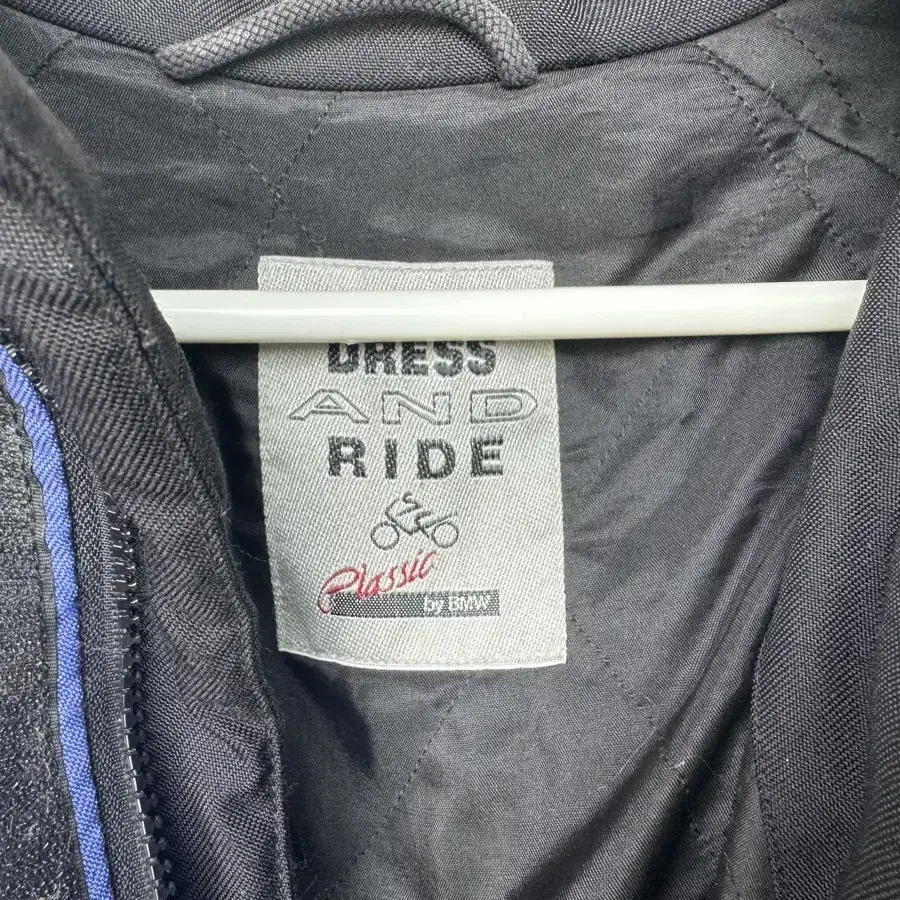 DRESS
AND
RIDE
Classic
by BMW